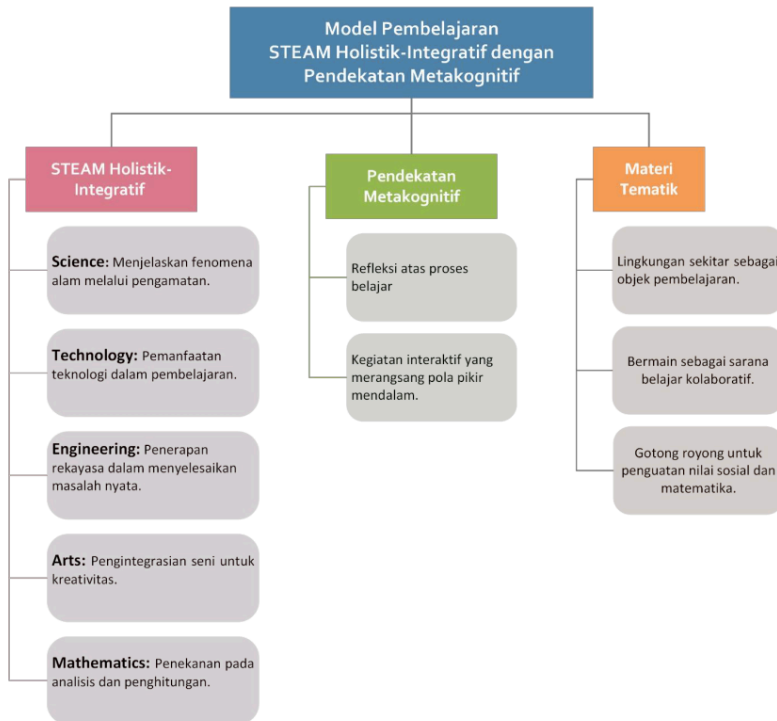 Model Pembelajaran
STEAM Holistik-Integratif dengan
Pendekatan Metakognitif
STEAM Holistik-
Integratif
Science: Menjelaskan fenomena
alam melalui pengamatan.
Technology: Pemanfaatan
teknologi dalam pembelajaran.
Engineering: Penerapan
rekayasa dalam menyelesaikan
masalah nyata.
Arts: Pengintegrasian seni untuk
kreativitas.
Mathematics: Penekanan pada
analisis dan penghitungan.
Pendekatan
Metakognitif
Refleksi atas proses
belajar
Kegiatan interaktif yang
merangsang pola pikir
mendalam.
Materi
Tematik
Lingkungan sekitar sebagai
objek pembelajaran.
Bermain sebagai sarana
belajar kolaboratif.
Gotong royong untuk
penguatan nilai sosial dan
matematika.